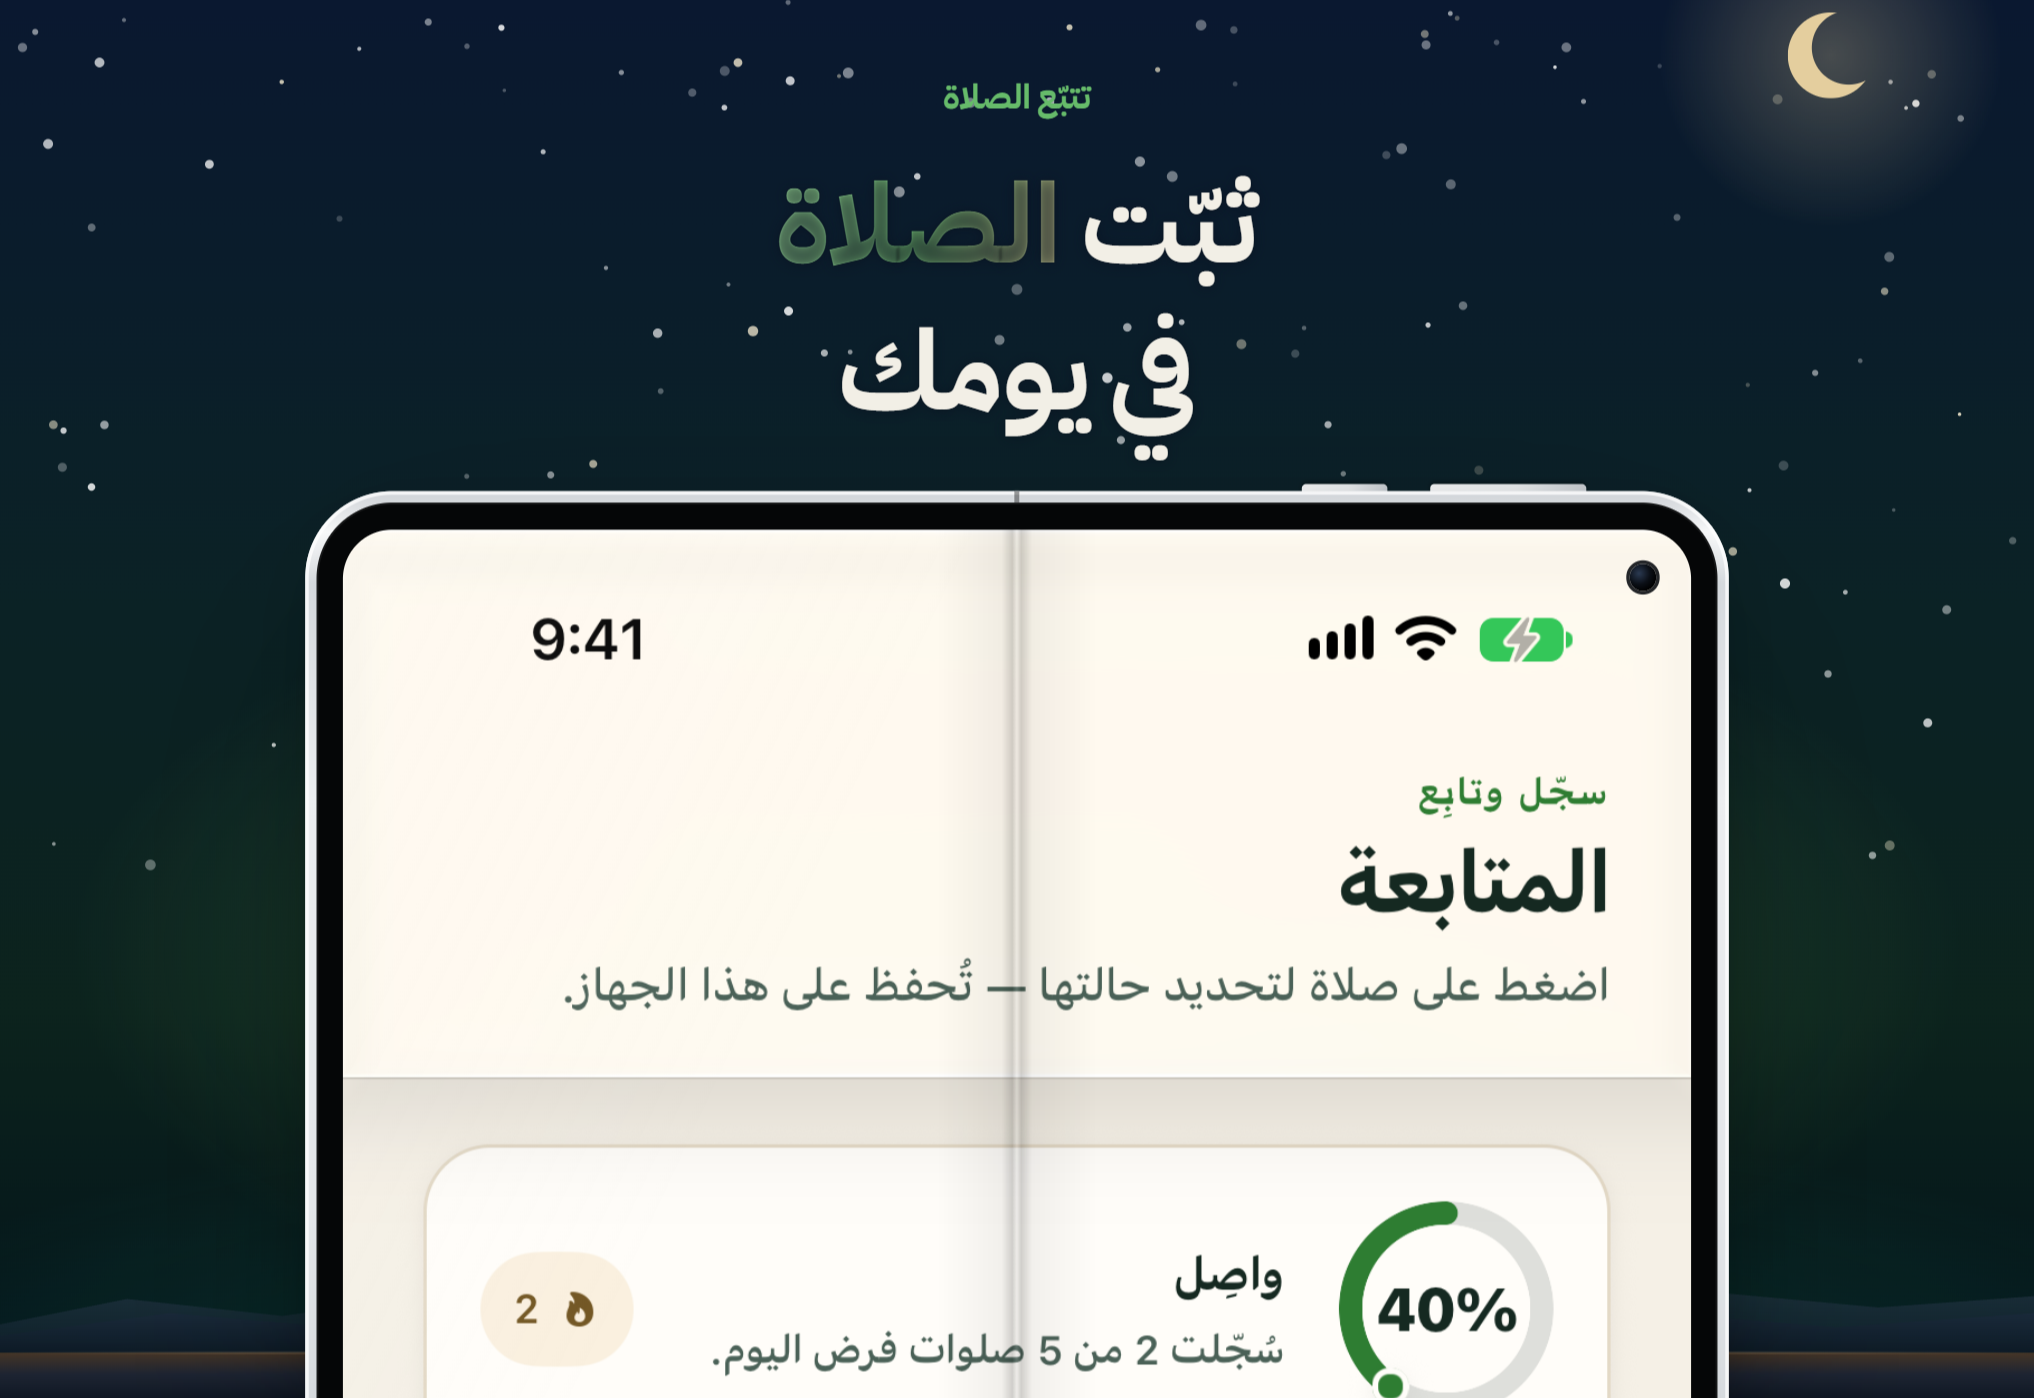 تتبّع الصلاة
ثبّت الصلاة
في يومك
9:41
سجّل وتابِع
المتابعة
اضغط على صلاة لتحديد حالتها — تُحفظ على هذا الجهاز.
40%
واصِل
سُجّلت 2 من 5 صلوات فرض اليوم.
2